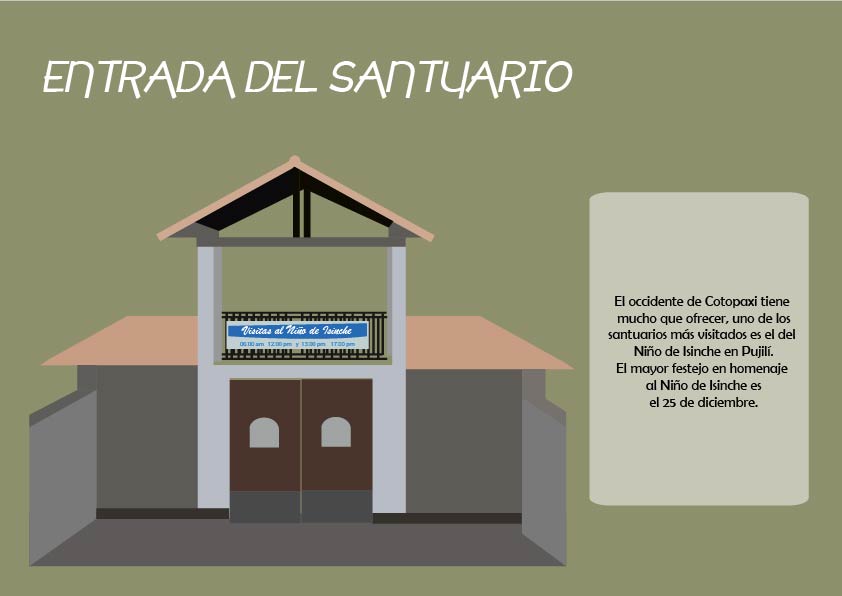 ENTRADA DEL SANTUARIO
Visitas al Niño de Isinche
06:00 am 12:00 pm y 13:00 pm 17:00 pm
El occidente de Cotopaxi tiene
mucho que ofrecer, uno de los
santuarios más visitados es el del
Niño de Isinche en Pujilí.
El mayor festejo en homenaje
al Niño de Isinche es
el 25 de diciembre.